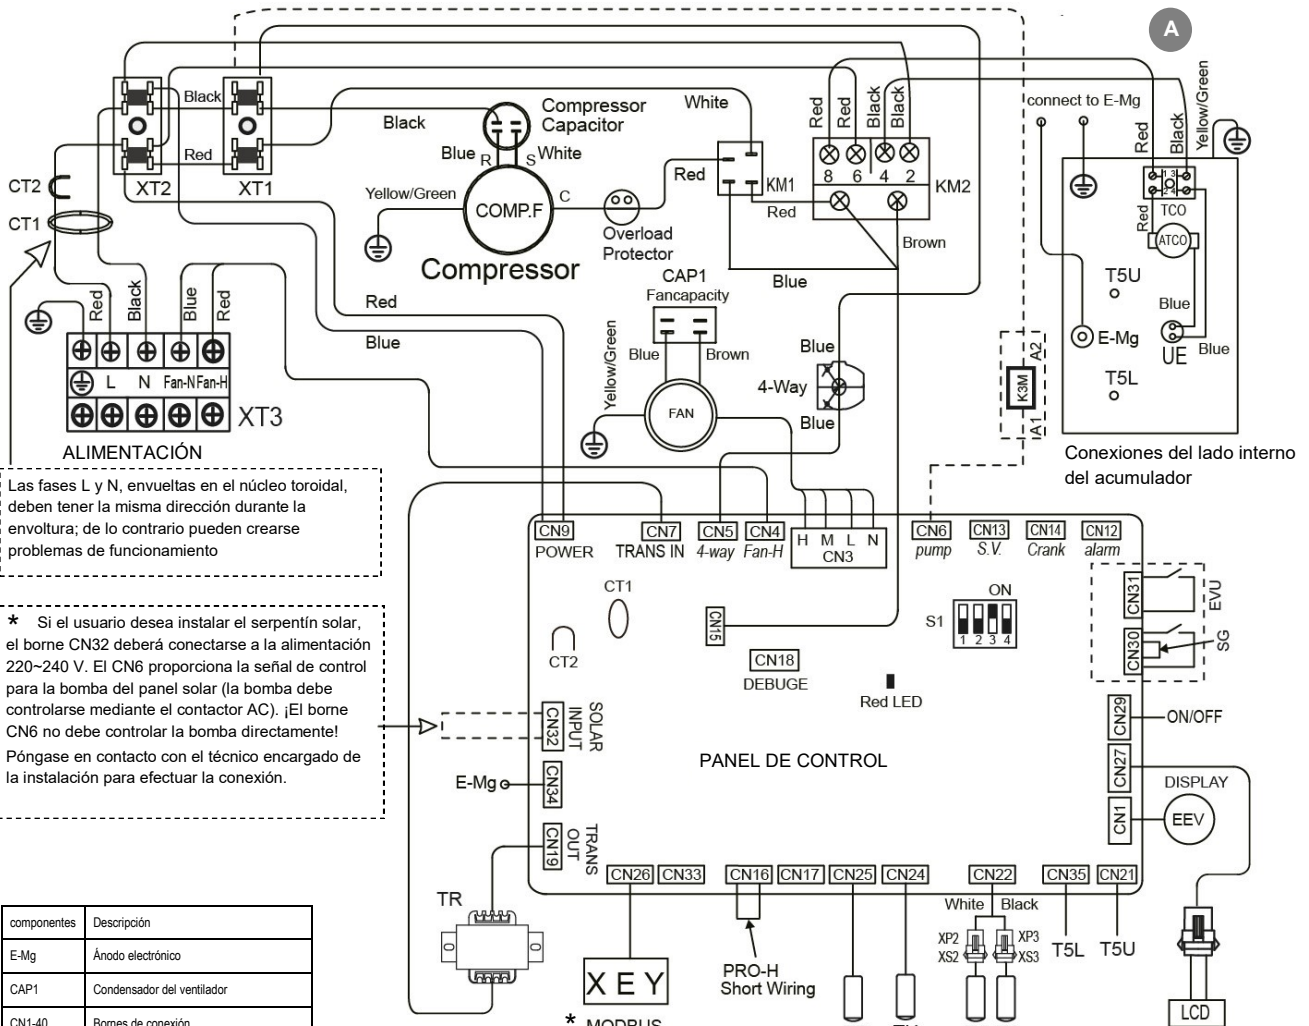 A
Black
Red
XT2
XT1
CT2
CT1
Black
Compressor
Capacitor
Blue
R
S
White
White
Red
KM1
Red
Red
Red
Black
Black
8
6
4
2
KM2
Brown
connect to E-Mg
Red
Black
Yellow/Green
1 3
2 4
TCO
Red
ATCO
T5U
Blue
E-Mg
UE
Blue
T5L
Yellow/Green
COMP.F
C
Overload
Protector
Compressor
CAP1
Fancapacity
Blue
Blue
Brown
Yellow/Green
FAN
Blue
4-Way
Blue
A2
K3M
A1
Conexiones del lado interno
del acumulador
Red
Blue
Red
Black
Blue
Red
L N Fan-N Fan-H
XT3
ALIMENTACIÓN
Las fases L y N, envueltas en el núcleo toroidal,
deben tener la misma dirección durante la
envoltura; de lo contrario pueden crearse
problemas de funcionamiento
* Si el usuario desea instalar el serpentín solar,
el borne CN32 deberá conectarse a la alimentación
220~240 V. El CN6 proporciona la señal de control
para la bomba del panel solar (la bomba debe
controlarse mediante el contactor AC). ¡El borne
CN6 no debe controlar la bomba directamente!
Póngase en contacto con el técnico encargado de
la instalación para efectuar la conexión.
CN9
POWER
CN7
TRANS IN
CN5
4-way
CN4
Fan-H
H M L N
CN3
CN6
pump
CN13
S.V.
CN14
Crank
CN12
alarm
CT1
CT2
CN15
CN18
DEBUGE
ON
S1
1 2 3 4
Red LED
CN31
EVU
CN30
SG
CN29
ON/OFF
CN27
DISPLAY
CN1
EEV
CN32
SOLAR
INPUT
E-Mg
CN34
CN19
TRANS
OUT
PANEL DE CONTROL
CN26
CN33
CN16
CN17
CN25
CN24
CN22
CN35
CN21
White
Black
XP2
XS2
XP3
XS3
T5L
T5U
TR
XEY
* MODBUS
PRO-H
Short Wiring
LCD
componentes Descripción
E-Mg Ánodo electrónico
CAP1 Condensador del ventilador
CN1-40 Bornes de conexión